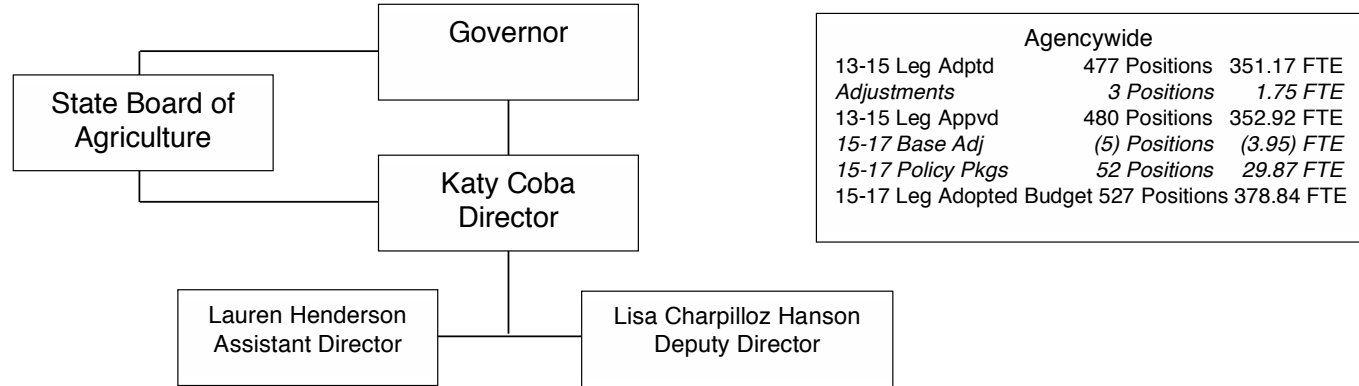 Governor
State Board of
Agriculture
Katy Coba
Director
Lauren Henderson
Assistant Director
Lisa Charpilloz Hanson
Deputy Director
Agencywide
13-15 Leg Adptd 477 Positions 351.17 FTE
Adjustments 3 Positions 1.75 FTE
13-15 Leg Appvd 480 Positions 352.92 FTE
15-17 Base Adj (5) Positions (3.95) FTE
15-17 Policy Pkgs 52 Positions 29.87 FTE
15-17 Leg Adopted Budget 527 Positions 378.84 FTE